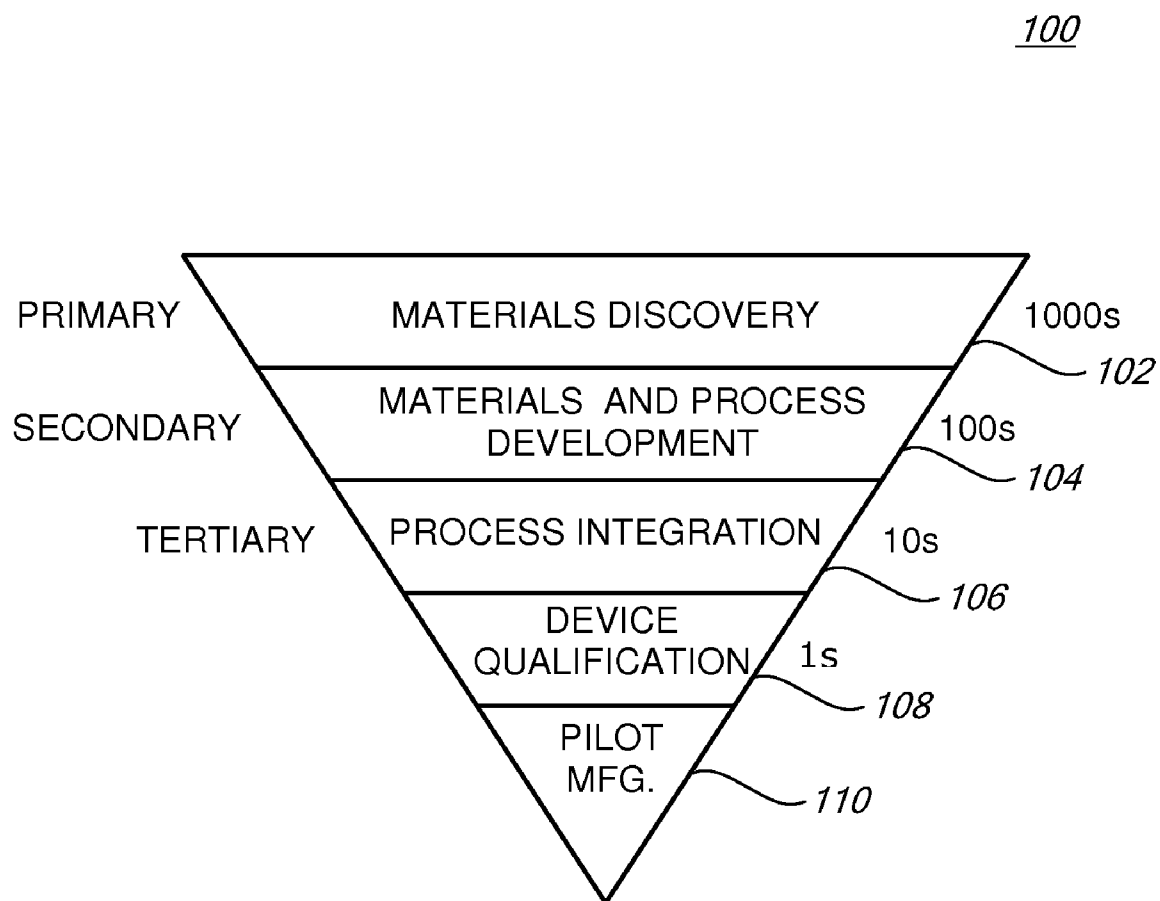 100
PRIMARY
MATERIALS DISCOVERY
1000s
102
SECONDARY
MATERIALS AND PROCESS
DEVELOPMENT
100s
104
TERTIARY
PROCESS INTEGRATION
10s
106
DEVICE
QUALIFICATION
1s
108
PILOT
MFG.
110